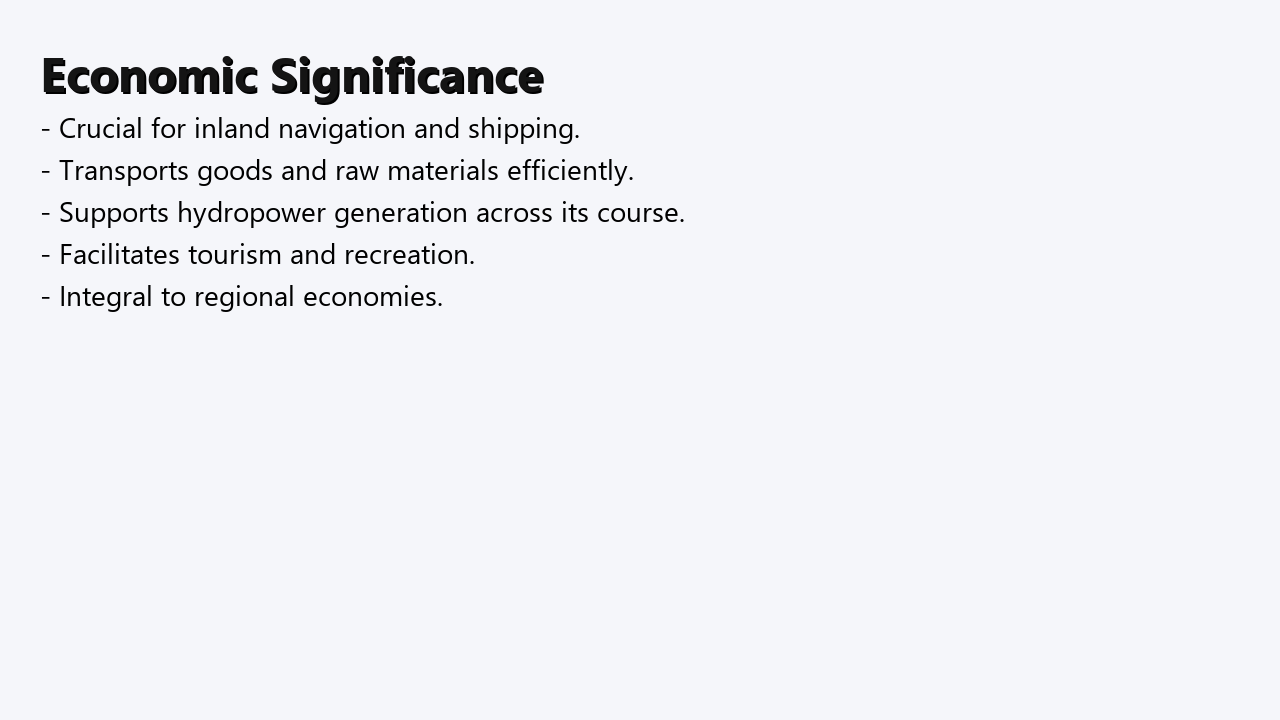 Economic Significance
- Crucial for inland navigation and shipping.
- Transports goods and raw materials efficiently.
- Supports hydropower generation across its course.
- Facilitates tourism and recreation.
- Integral to regional economies.